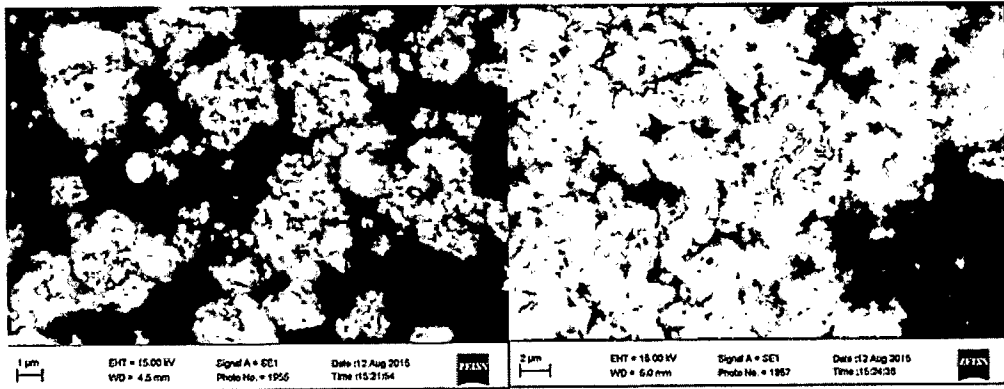 1 µm
EHT = 15.00 kV
Signal A = SE1
Date :12 Aug 2015
WD = 4.5 mm
Photo No. = 1955
Time :15:21:54
ZEISS
2 µm
EHT = 15.00 kV
Signal A = SE1
Date :12 Aug 2015
WD = 5.0 mm
Photo No. = 1957
Time :15:24:38
ZEISS